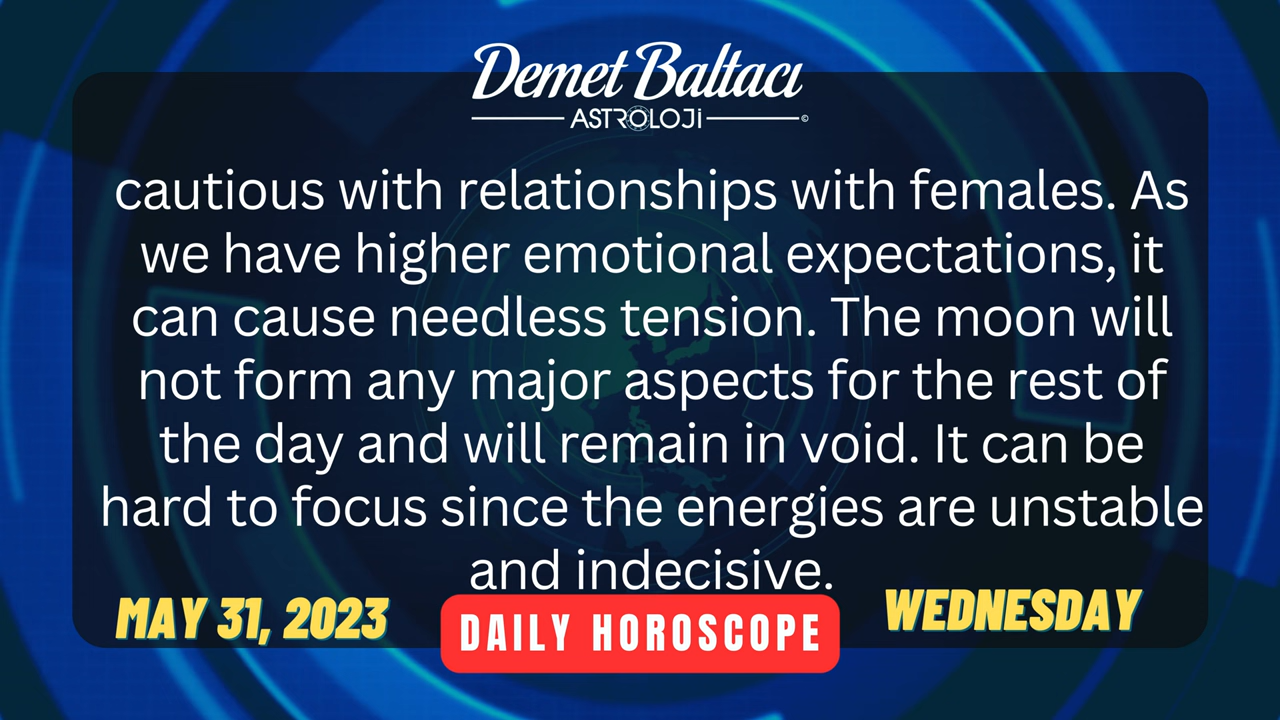 Demet Baltacı
ASTROLOJi ©
cautious with relationships with females. As
we have higher emotional expectations, it
can cause needless tension. The moon will
not form any major aspects for the rest of
the day and will remain in void. It can be
hard to focus since the energies are unstable
and indecisive.
MAY 31, 2023
DAILY HOROSCOPE
WEDNESDAY